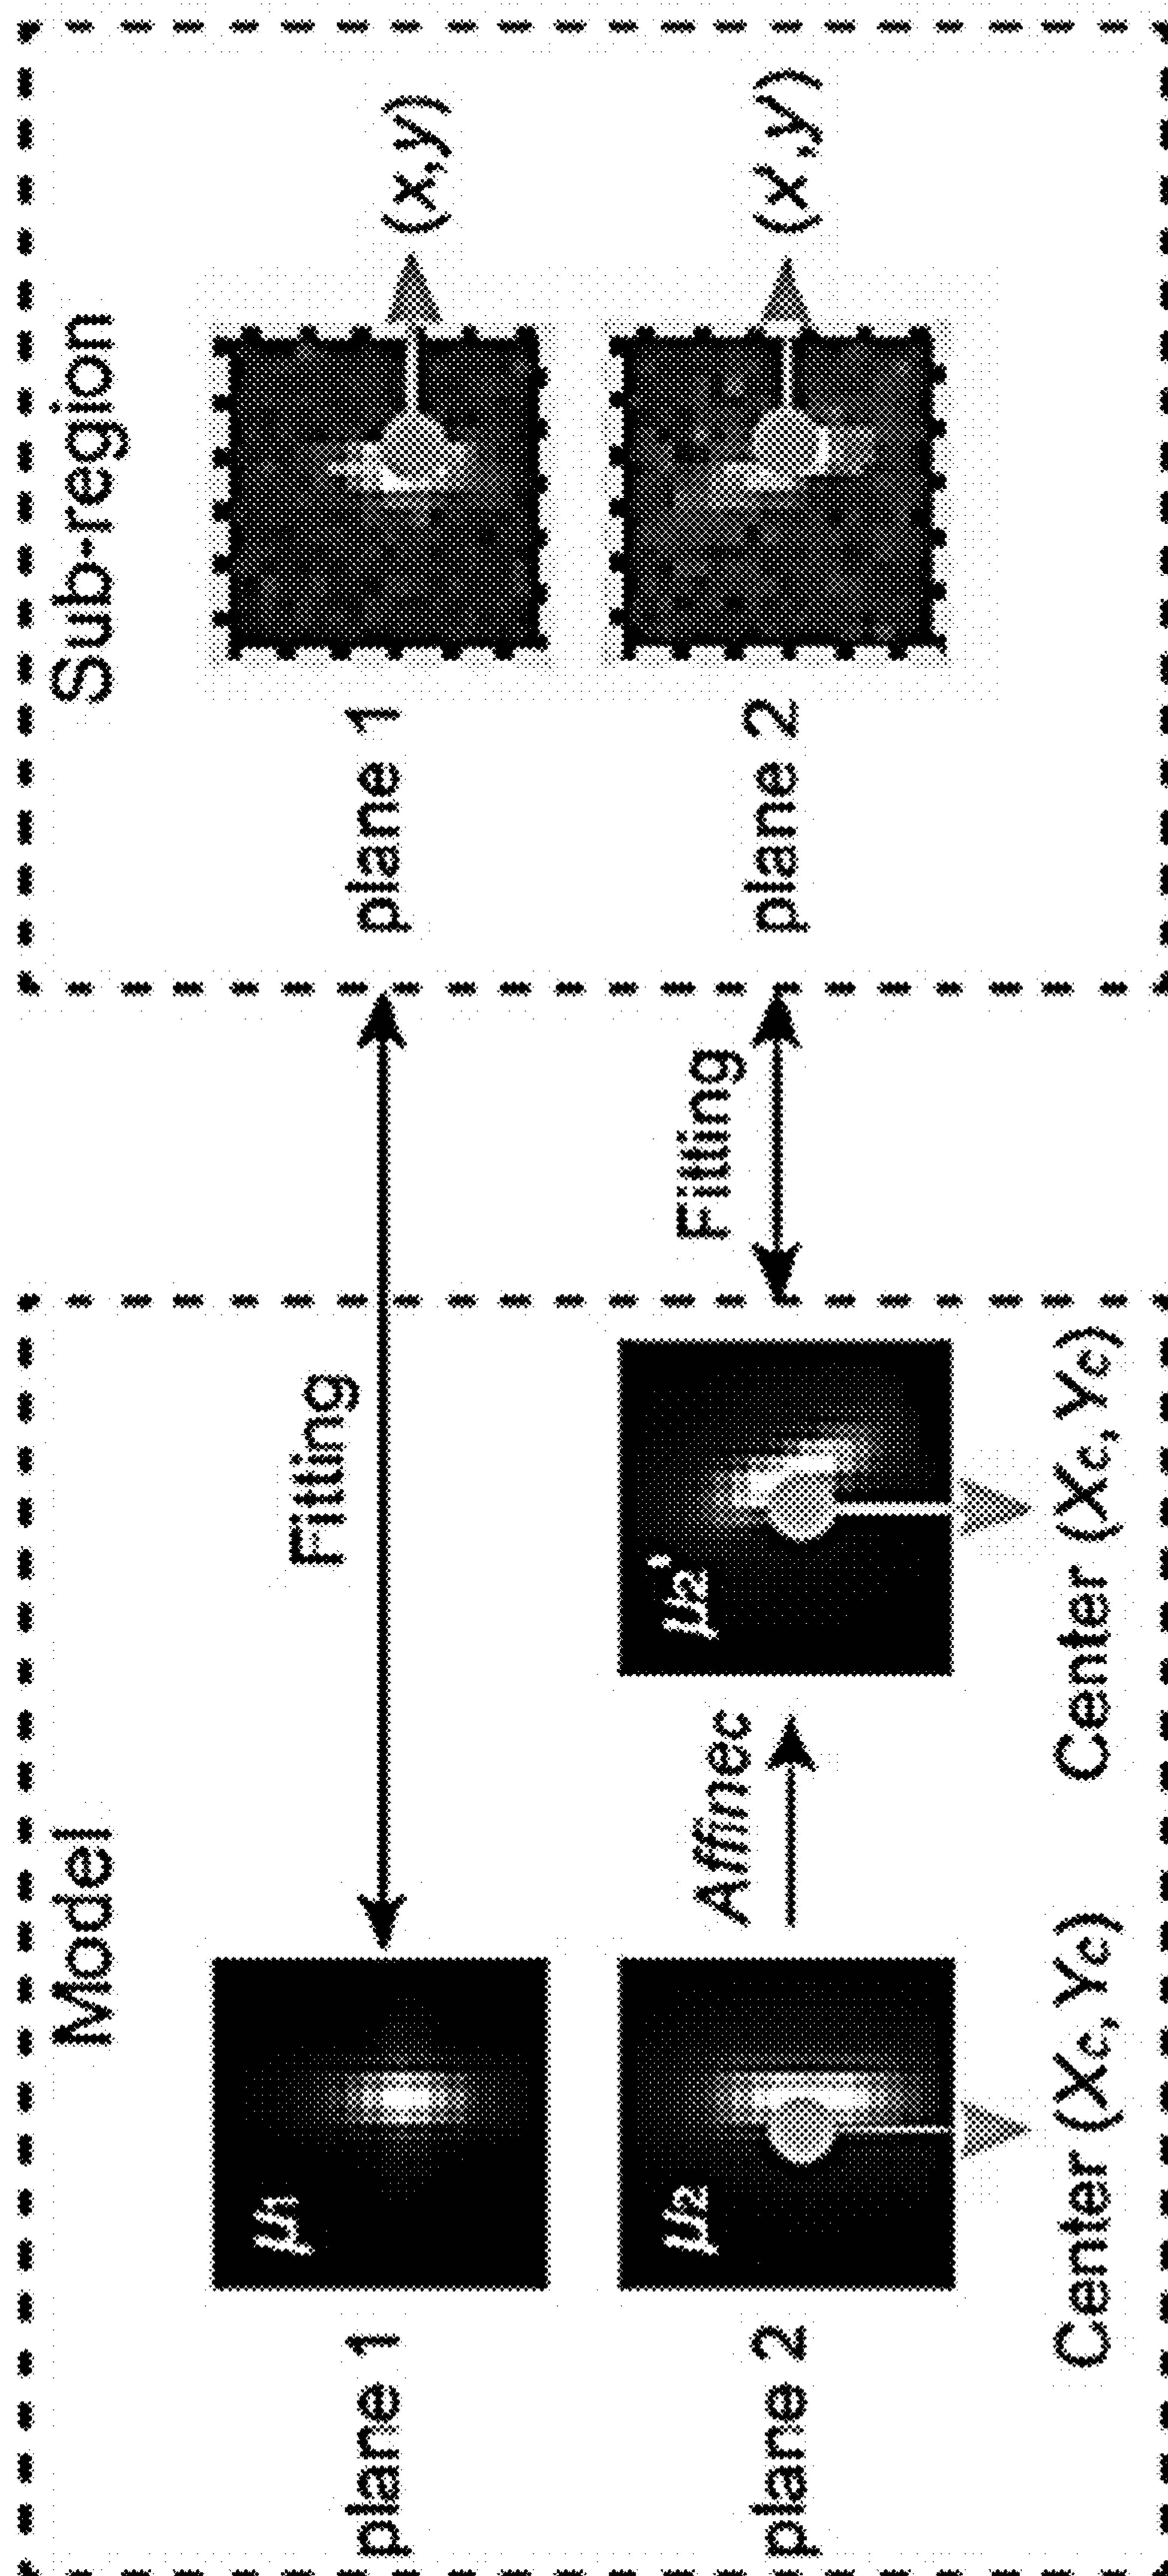 Model
plane 1
μ1
Fitting
plane 2
μ2
Affinec
μ2'
Fitting
Center (Xc, Yc)
Center (Xc, Yc)
Sub-region
plane 1
(x,y)
plane 2
(x,y)